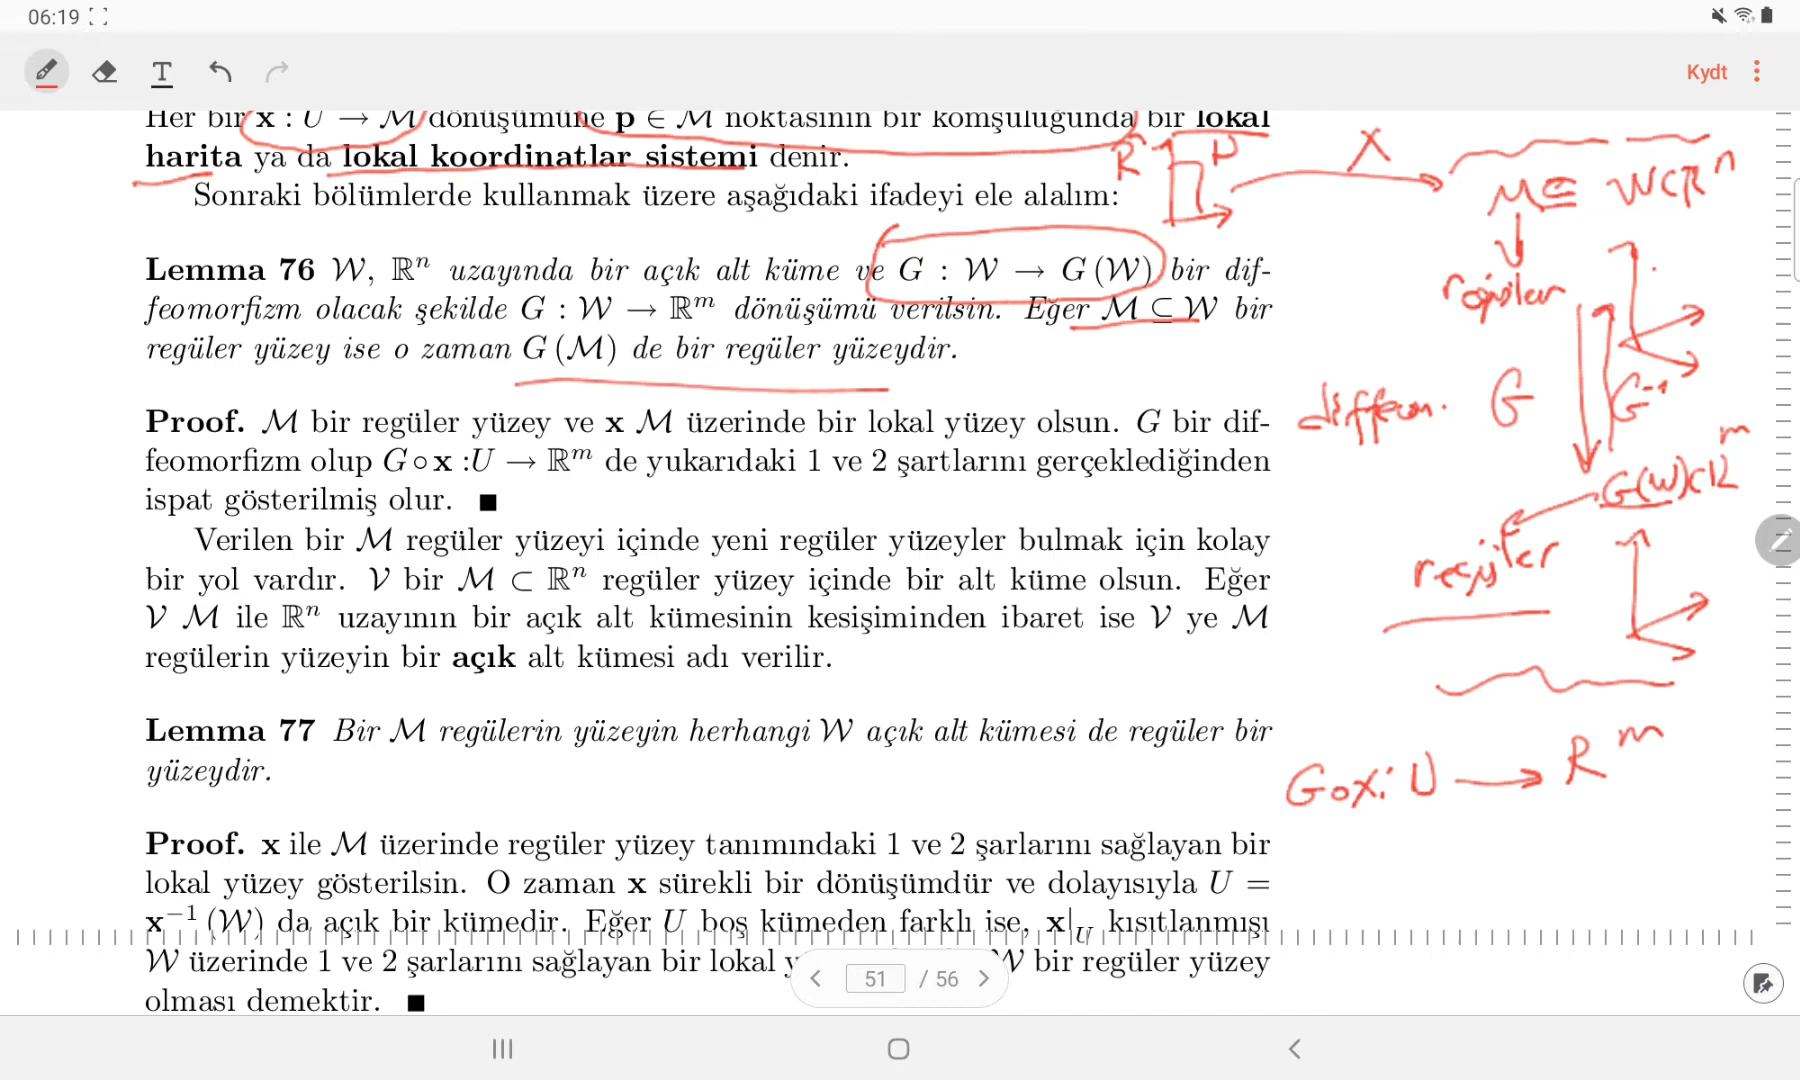 06:19
Kydt
Her bir x : U → M dönüşümüne p ∈ M noktasının bir komşuluğunda bir lokal
harita ya da lokal koordinatlar sistemi denir.
Sonraki bölümlerde kullanmak üzere aşağıdaki ifadeyi ele alalım:
Lemma 76 W, ℝⁿ uzayında bir açık alt küme ve G : W → G (W) bir dif-
feomorfizm olacak şekilde G : W → ℝᵐ dönüşümü verilsin. Eğer M ⊆ W bir
regüler yüzey ise o zaman G (M) de bir regüler yüzeydir.
Proof. M bir regüler yüzey ve x M üzerinde bir lokal yüzey olsun. G bir dif-
feomorfizm olup G ∘ x :U → ℝᵐ de yukarıdaki 1 ve 2 şartlarını gerçeklediğinden
ispat gösterilmiş olur. ■
Verilen bir M regüler yüzeyi içinde yeni regüler yüzeyler bulmak için kolay
bir yol vardır. V bir M ⊂ ℝⁿ regüler yüzey içinde bir alt küme olsun. Eğer
V M ile ℝⁿ uzayının bir açık alt kümesinin kesişiminden ibaret ise V ye M
regülerin yüzeyin bir açık alt kümesi adı verilir.
Lemma 77 Bir M regülerin yüzeyin herhangi W açık alt kümesi de regüler bir
yüzeydir.
Proof. x ile M üzerinde regüler yüzey tanımındaki 1 ve 2 şarlarını sağlayan bir
lokal yüzey gösterilsin. O zaman x sürekli bir dönüşümdür ve dolayısıyla U =
x⁻¹ (W) da açık bir kümedir. Eğer U boş kümeden farklı ise, x|_U kısıtlanmışı
W üzerinde 1 ve 2 şarlarını sağlayan bir lokal W bir regüler yüzey
olması demektir. ■
X
M ⊆ W⊂Rⁿ
regüler
diffeom. G G⁻¹
G(W)⊂Rᵐ
regüler
Gox: U → Rᵐ
51 / 56